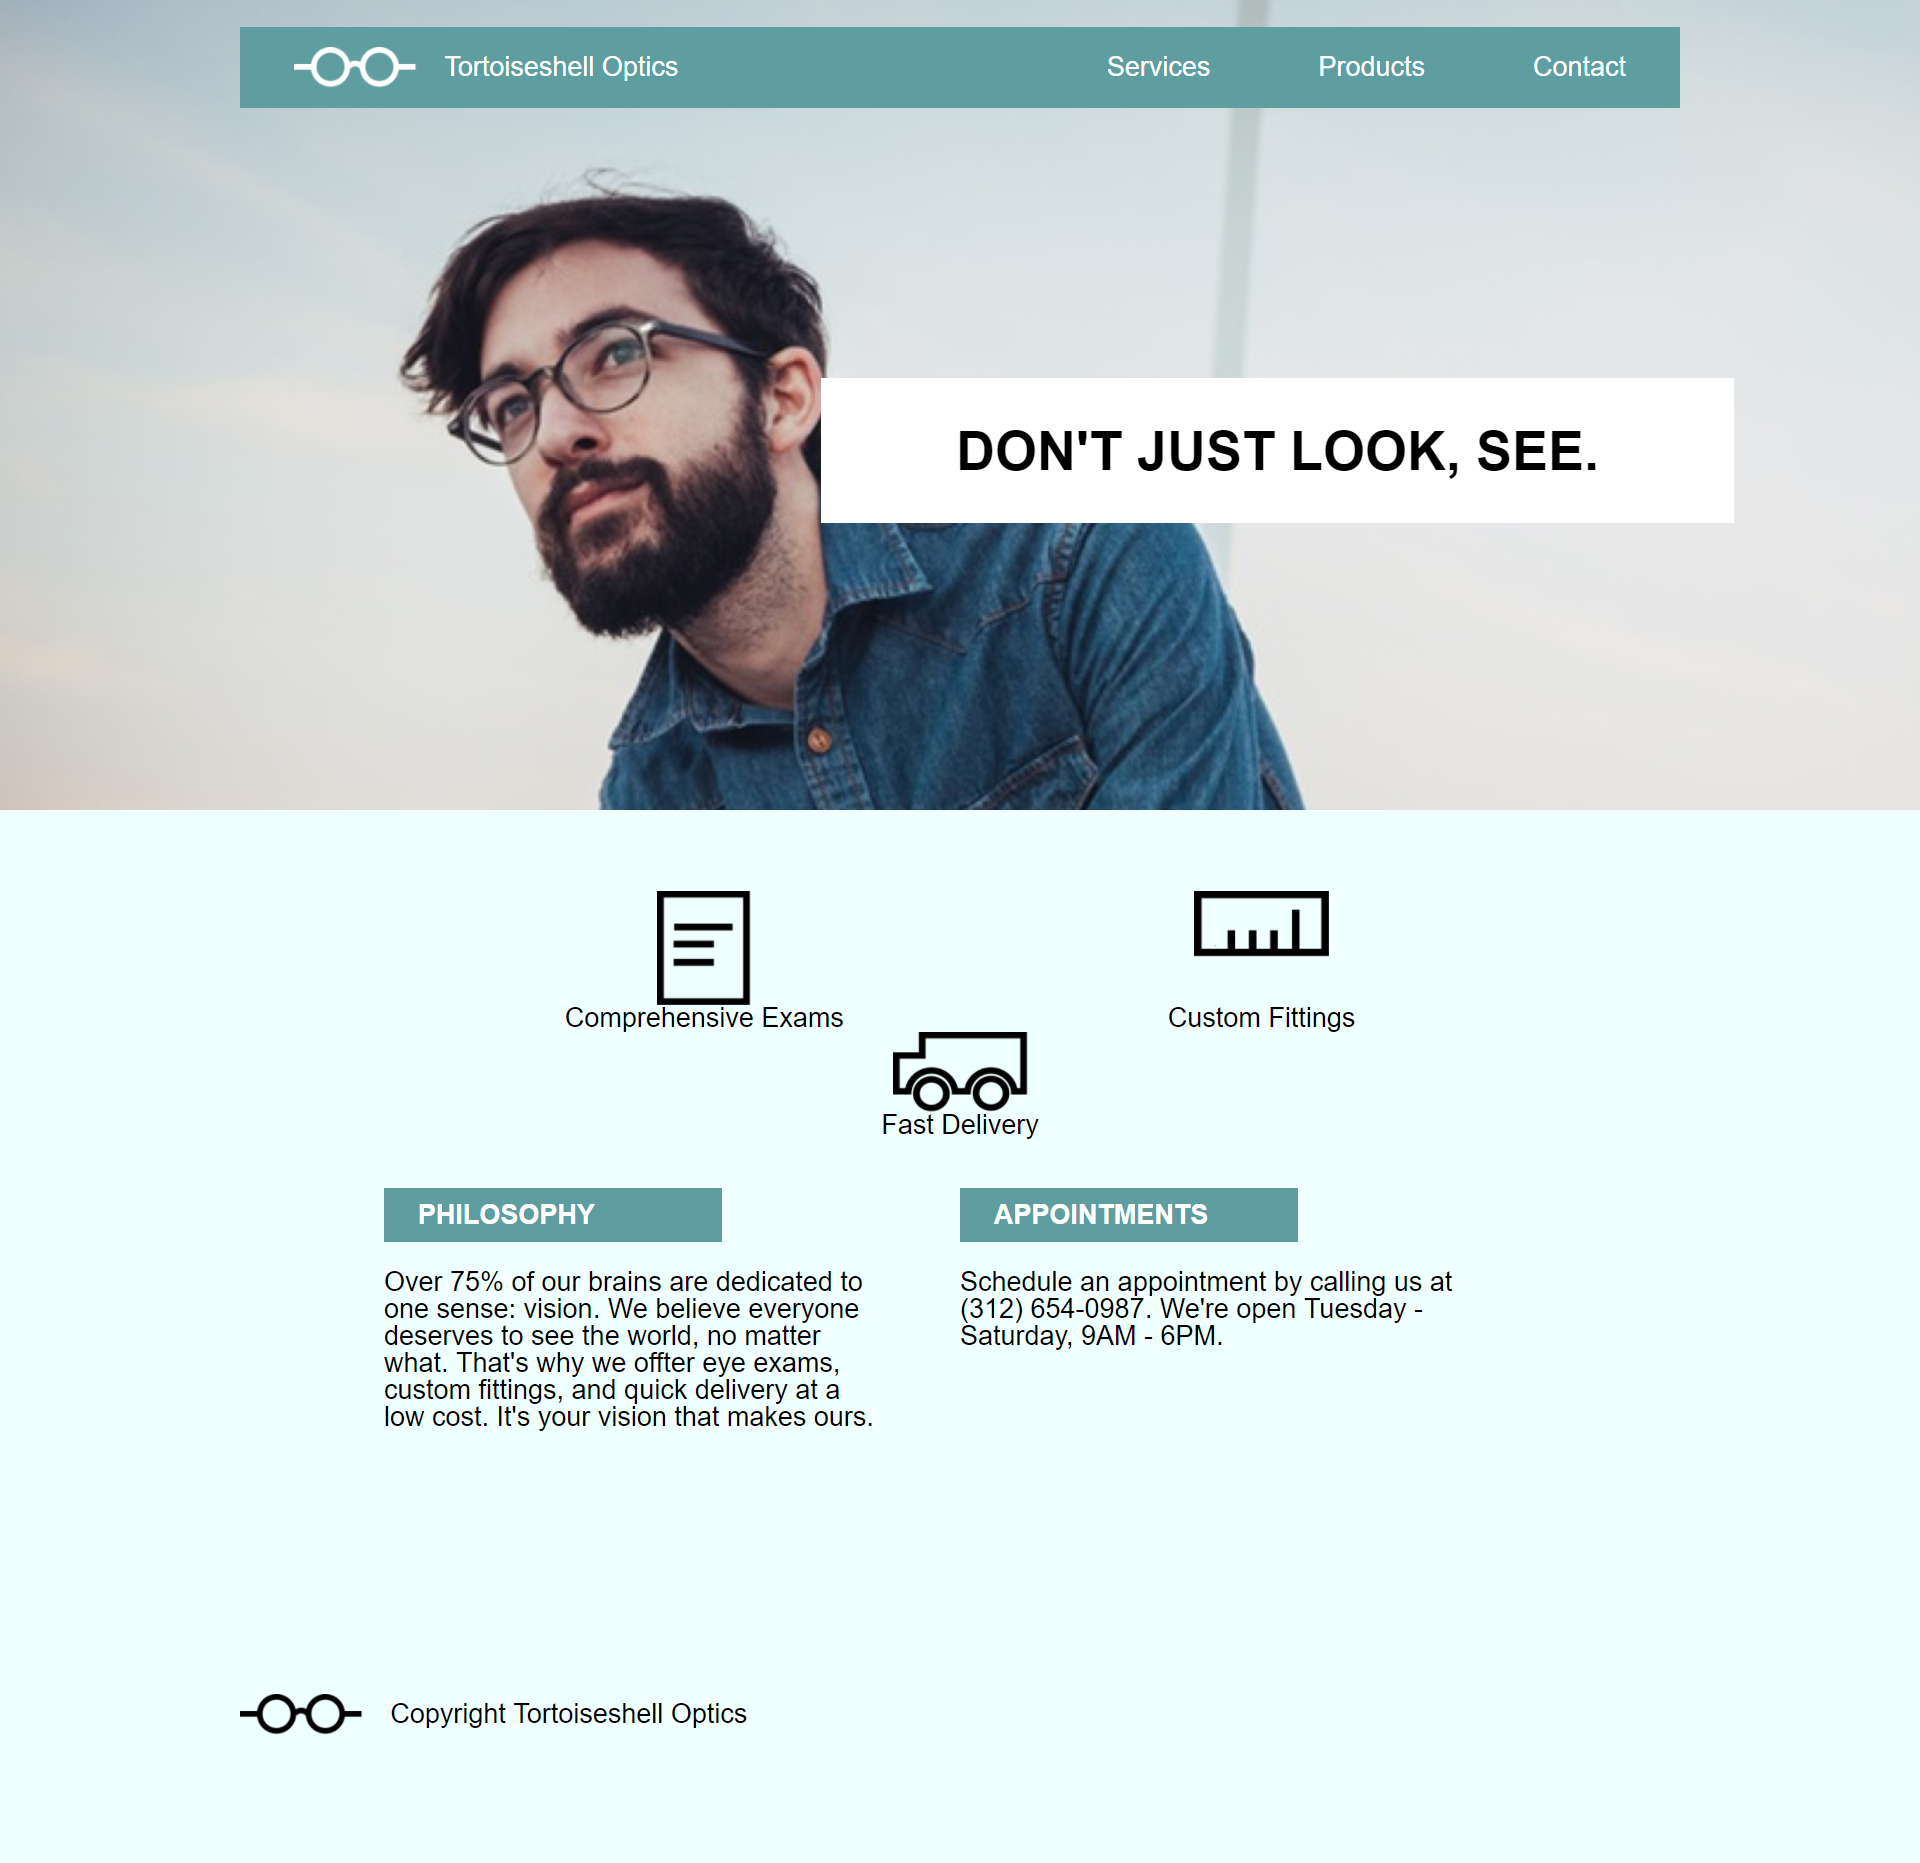 Tortoiseshell Optics
Services
Products
Contact
DON'T JUST LOOK, SEE.
Comprehensive Exams
Custom Fittings
Fast Delivery
PHILOSOPHY
Over 75% of our brains are dedicated to
one sense: vision. We believe everyone
deserves to see the world, no matter
what. That's why we offter eye exams,
custom fittings, and quick delivery at a
low cost. It's your vision that makes ours.
APPOINTMENTS
Schedule an appointment by calling us at
(312) 654-0987. We're open Tuesday -
Saturday, 9AM - 6PM.
Copyright Tortoiseshell Optics